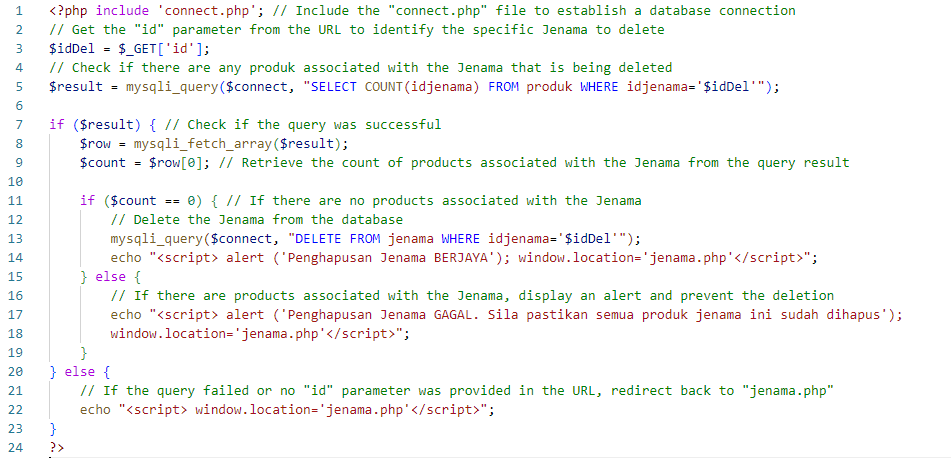 1 <?php include 'connect.php'; // Include the "connect.php" file to establish a database connection
2 // Get the "id" parameter from the URL to identify the specific Jenama to delete
3 $idDel = $_GET['id'];
4 // Check if there are any produk associated with the Jenama that is being deleted
5 $result = mysqli_query($connect, "SELECT COUNT(idjenama) FROM produk WHERE idjenama='$idDel'");
6
7 if ($result) { // Check if the query was successful
8     $row = mysqli_fetch_array($result);
9     $count = $row[0]; // Retrieve the count of products associated with the Jenama from the query result
10
11     if ($count == 0) { // If there are no products associated with the Jenama
12         // Delete the Jenama from the database
13         mysqli_query($connect, "DELETE FROM jenama WHERE idjenama='$idDel'");
14         echo "<script> alert ('Penghapusan Jenama BERJAYA'); window.location='jenama.php'</script>";
15     } else {
16         // If there are products associated with the Jenama, display an alert and prevent the deletion
17         echo "<script> alert ('Penghapusan Jenama GAGAL. Sila pastikan semua produk jenama ini sudah dihapus');
18         window.location='jenama.php'</script>";
19     }
20 } else {
21     // If the query failed or no "id" parameter was provided in the URL, redirect back to "jenama.php"
22     echo "<script> window.location='jenama.php'</script>";
23 }
24 ?>